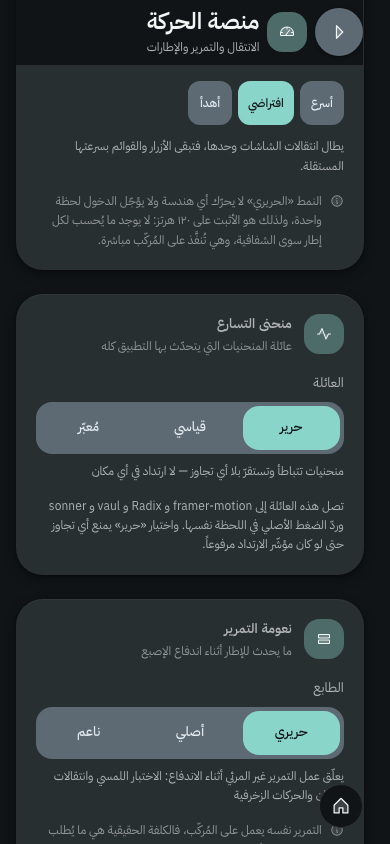 منصة الحركة
الانتقال والتمرير والإطارات
أسرع
افتراضي
أهدأ
يطال انتقالات الشاشات وحدها، فتبقى الأزرار والقوائم بسرعتها
المستقلة.
النمط «الحريري» لا يحرّك أي هندسة ولا يؤجّل الدخول لحظة
واحدة، ولذلك هو الأثبت على ١٢٠ هرتز: لا يوجد ما يُحسب لكل
إطار سوى الشفافية، وهي تُنفَّذ على المُركّب مباشرة.
منحنى التسارع
عائلة المنحنيات التي يتحدّث بها التطبيق كله
العائلة
حرير
قياسي
مُعبّر
منحنيات تتباطأ وتستقرّ بلا أي تجاوز — لا ارتداد في أي مكان
تصل هذه العائلة إلى framer-motion و Radix و vaul و sonner
وردّ الضغط الأصلي في اللحظة نفسها. واختيار «حرير» يمنع أي تجاوز
حتى لو كان مؤشّر الارتداد مرفوعاً.
نعومة التمرير
ما يحدث للإطار أثناء اندفاع الإصبع
الطابع
حريري
أصلي
ناعم
يعلّق عمل التمرير غير المرئي أثناء الاندفاع: الاختبار اللمسي وانتقالات
والحركات الزخرفية
التمرير نفسه يعمل على المُركّب، فالكلفة الحقيقية هي ما يُطلب